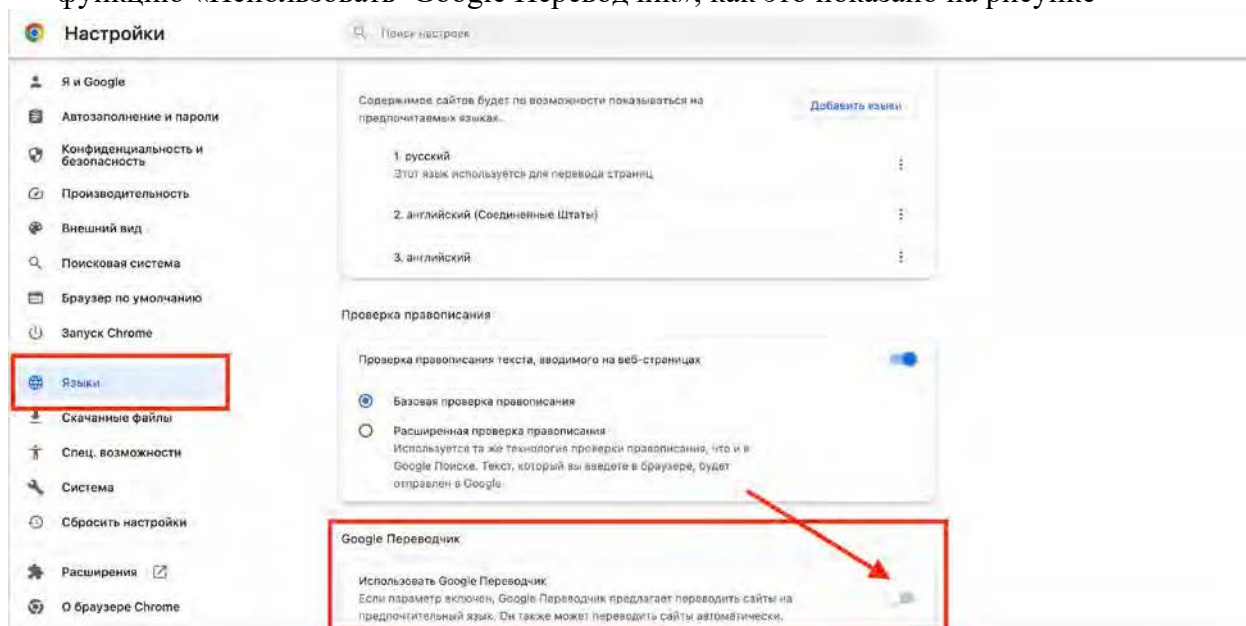 функцию «Использовать Google Переводчик», как это показано на рисунке
Настройки
Поиск настроек
Я и Google
Автозаполнение и пароли
Конфиденциальность и
безопасность
Производительность
Внешний вид
Поисковая система
Браузер по умолчанию
Запуск Chrome
Языки
Скачанные файлы
Спец. возможности
Система
Сбросить настройки
Расширения
О браузере Chrome
Содержимое сайтов будет по возможности показываться на
предпочитаемых языках.
Добавить языки
1. русский
Этот язык используется для перевода страниц
2. английский (Соединенные Штаты)
3. английский
Проверка правописания
Проверка правописания текста, вводимого на веб-страницах
Базовая проверка правописания
Расширенная проверка правописания
Используется та же технология проверки правописания, что и в
Google Поиске. Текст, который вы введете в браузере, будет
отправлен в Google.
Google Переводчик
Использовать Google Переводчик
Если параметр включен, Google Переводчик предлагает переводить сайты на
предпочтительный язык. Он также может переводить сайты автоматически.